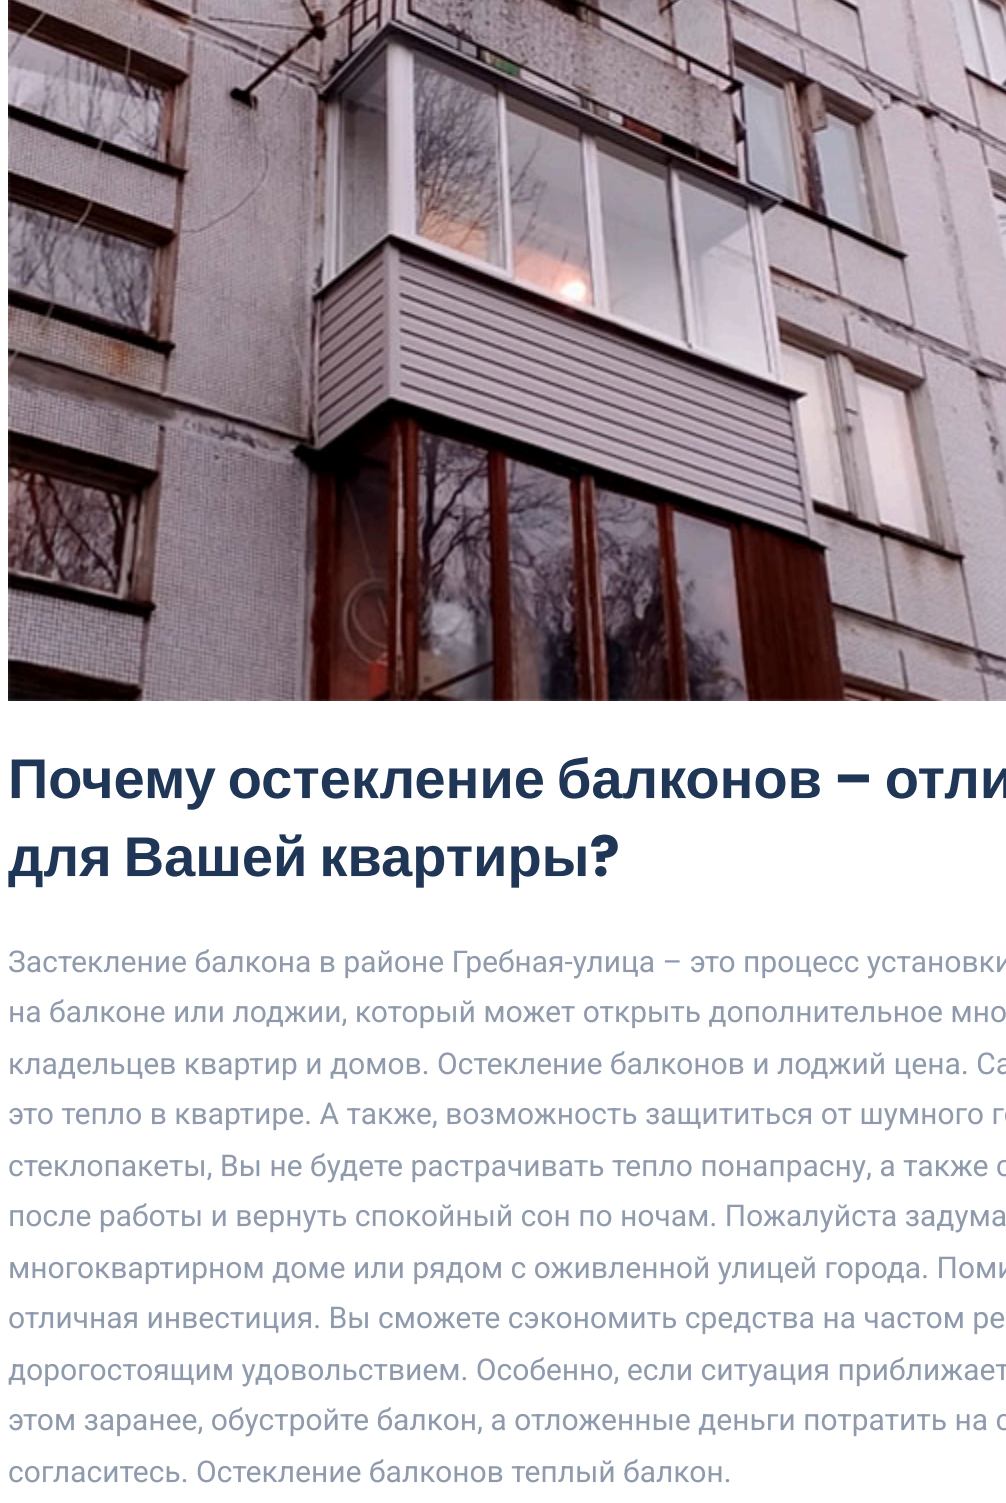 Почему остекление балконов – отли
для Вашей квартиры?
Застекление балкона в районе Гребная-улица – это процесс установки
на балконе или лоджии, который может открыть дополнительное мно
кладельцев квартир и домов. Остекление балконов и лоджий цена. Са
это тепло в квартире. А также, возможность защититься от шумного г
стеклопакеты, Вы не будете растрачивать тепло понапрасну, а также с
после работы и вернуть спокойный сон по ночам. Пожалуйста задума
многоквартирном доме или рядом с оживленной улицей города. Поми
отличная инвестиция. Вы сможете сэкономить средства на частом ре
дорогостоящим удовольствием. Особенно, если ситуация приближает
этом заранее, обустройте балкон, а отложенные деньги потратить на с
согласитесь. Остекление балконов теплый балкон.